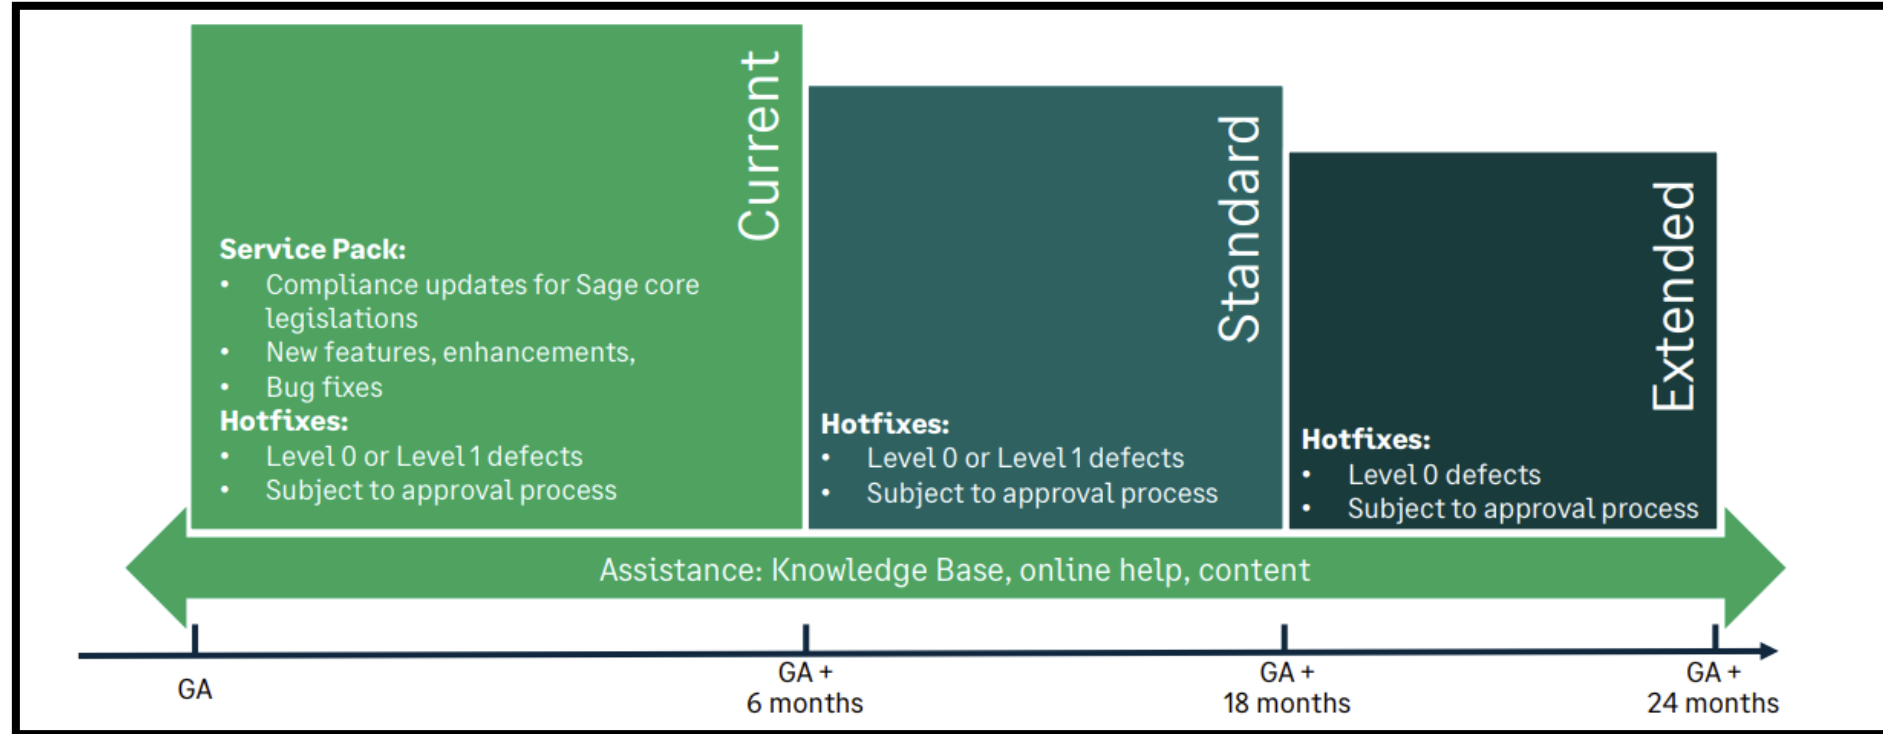 Current
Service Pack:
• Compliance updates for Sage core
legislations
• New features, enhancements,
• Bug fixes
Hotfixes:
• Level 0 or Level 1 defects
• Subject to approval process
Standard
Hotfixes:
• Level 0 or Level 1 defects
• Subject to approval process
Extended
Hotfixes:
• Level 0 defects
• Subject to approval process
Assistance: Knowledge Base, online help, content
GA
GA +
6 months
GA +
18 months
GA +
24 months